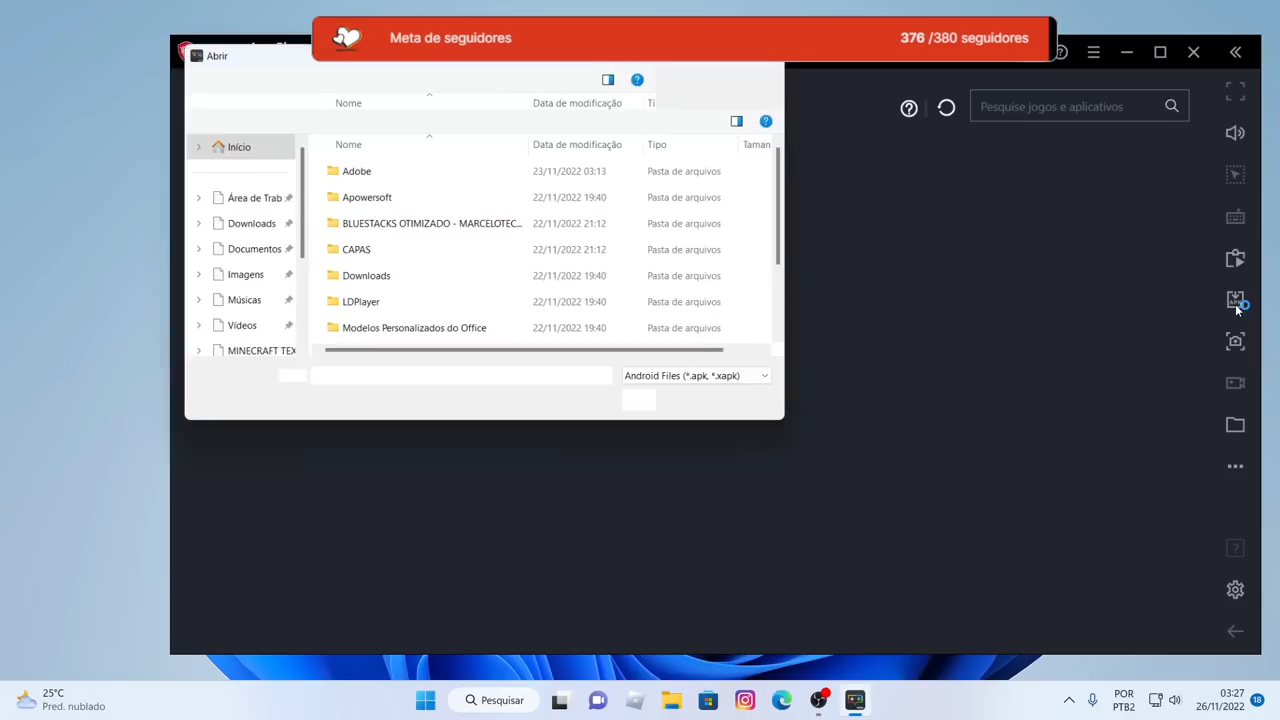 Meta de seguidores
376 /380 seguidores
Abrir
Nome
Data de modificação
Ti
Pesquise jogos e aplicativos
Início
Nome
Data de modificação
Tipo
Taman
Adobe
23/11/2022 03:13
Pasta de arquivos
Área de Trab
Apowersoft
22/11/2022 19:40
Pasta de arquivos
Downloads
BLUESTACKS OTIMIZADO - MARCELOTEC...
22/11/2022 21:12
Pasta de arquivos
Documentos
CAPAS
22/11/2022 21:12
Pasta de arquivos
Imagens
Downloads
22/11/2022 19:40
Pasta de arquivos
Músicas
LDPlayer
22/11/2022 19:40
Pasta de arquivos
Vídeos
Modelos Personalizados do Office
22/11/2022 19:40
Pasta de arquivos
MINECRAFT TEX
Android Files (*.apk, *.xapk)
25°C
Pred. nublado
Pesquisar
POR
PTB2
03:27
26/11/2022
18